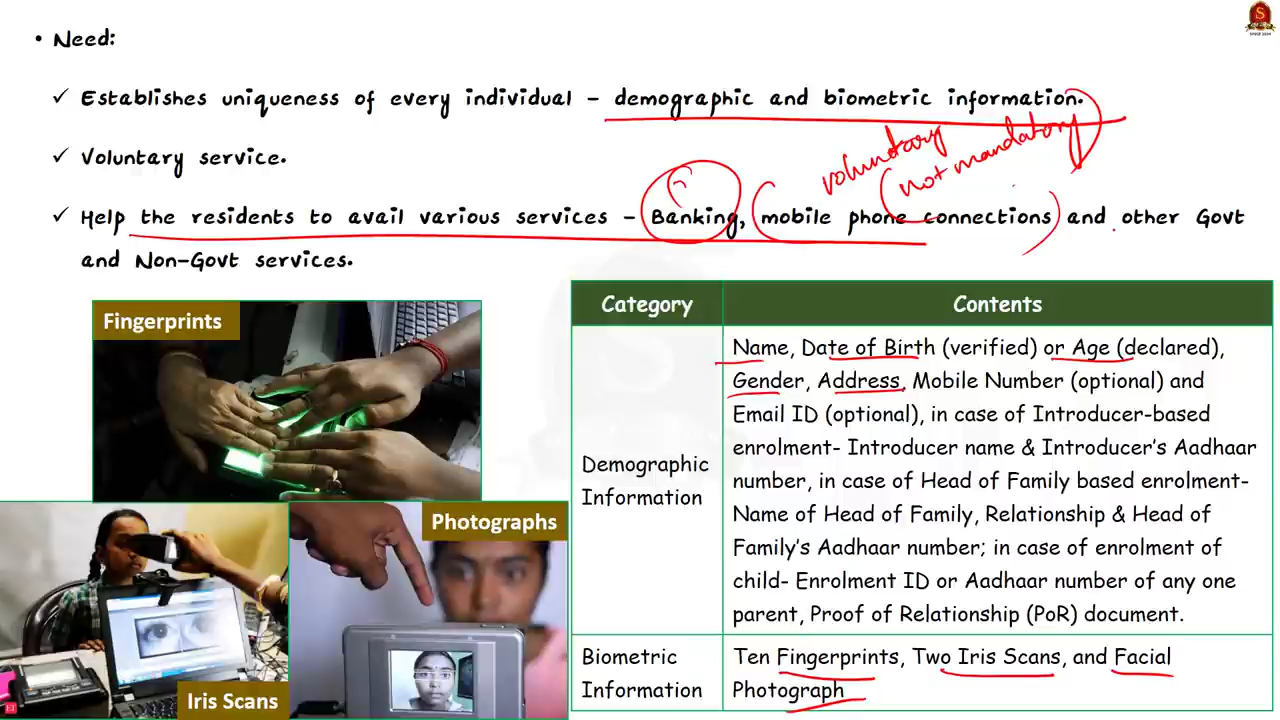 • Need:
✓ Establishes uniqueness of every individual – demographic and biometric information.
voluntary
(not mandatory
✓ Voluntary service.
✓ Help the residents to avail various services – Banking, mobile phone connections and other Govt
and Non-Govt services.
Fingerprints
Photographs
Iris Scans
Category Contents
Demographic
Information
Name, Date of Birth (verified) or Age (declared),
Gender, Address, Mobile Number (optional) and
Email ID (optional), in case of Introducer-based
enrolment- Introducer name & Introducer's Aadhaar
number, in case of Head of Family based enrolment-
Name of Head of Family, Relationship & Head of
Family's Aadhaar number; in case of enrolment of
child- Enrolment ID or Aadhaar number of any one
parent, Proof of Relationship (PoR) document.
Biometric
Information
Ten Fingerprints, Two Iris Scans, and Facial
Photograph